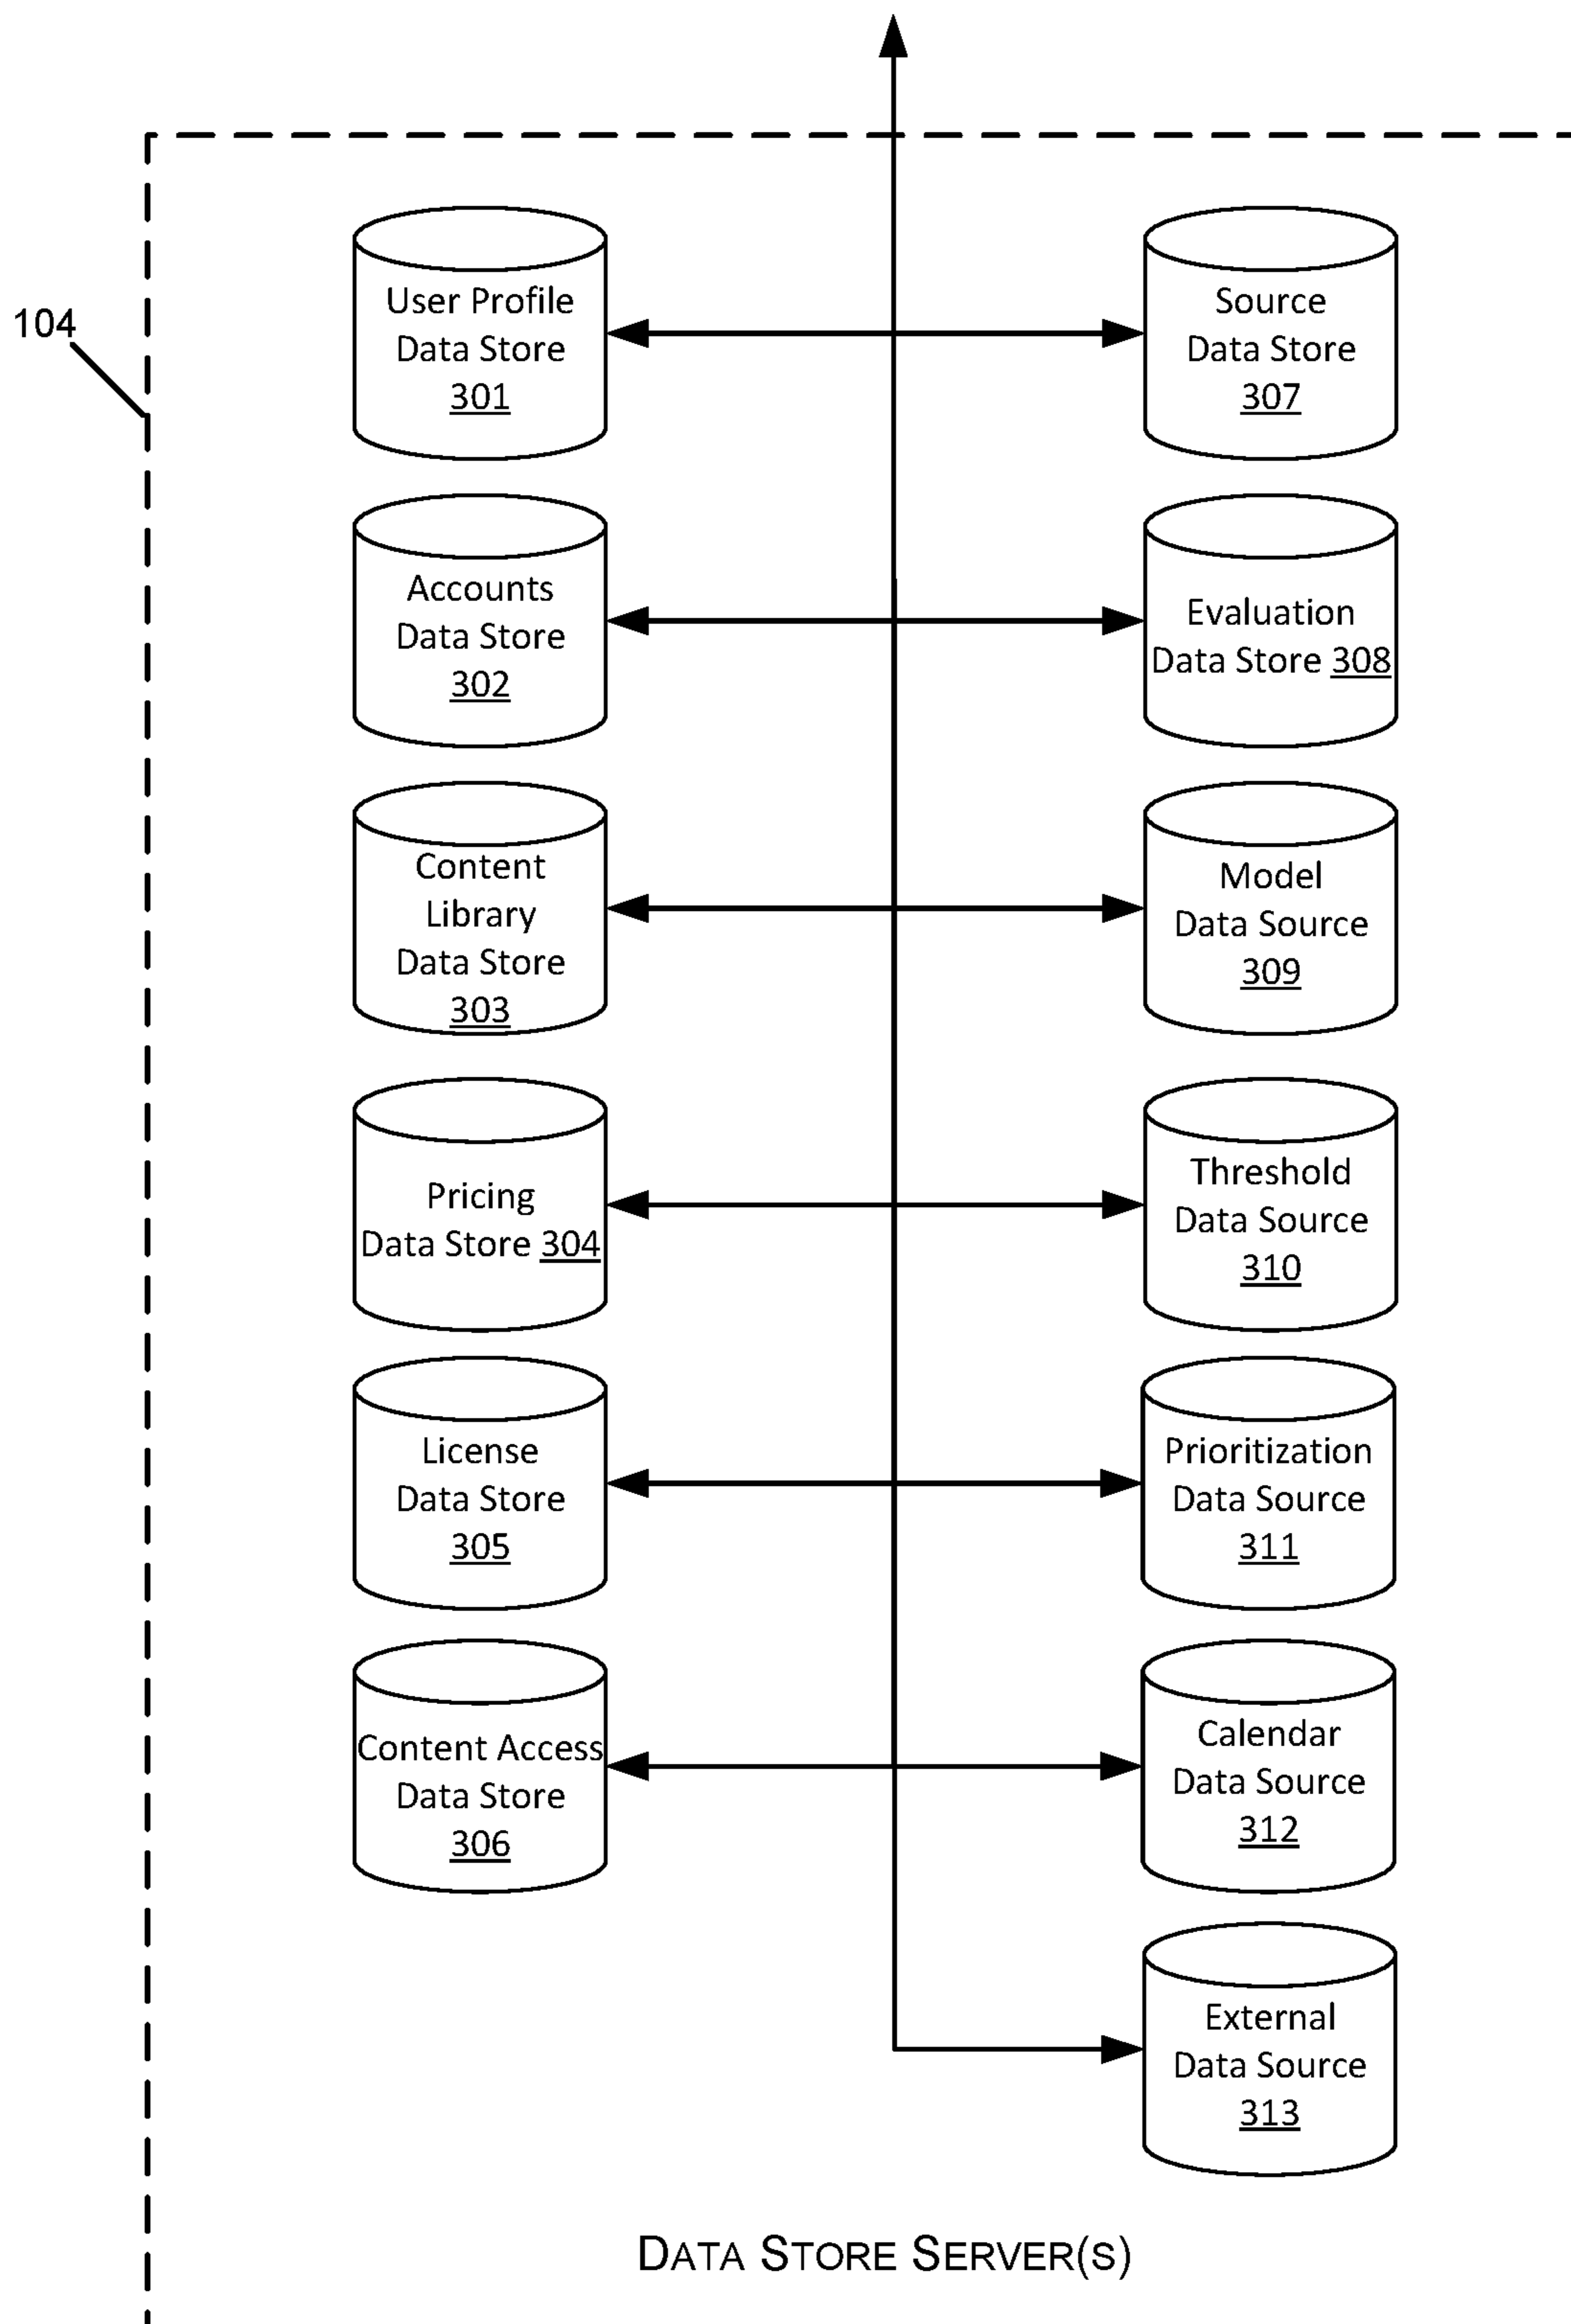 104
User Profile
Data Store
301
Source
Data Store
307
Accounts
Data Store
302
Evaluation
Data Store 308
Content
Library
Data Store
303
Model
Data Source
309
Pricing
Data Store 304
Threshold
Data Source
310
License
Data Store
305
Prioritization
Data Source
311
Content Access
Data Store
306
Calendar
Data Source
312
External
Data Source
313
DATA STORE SERVER(S)